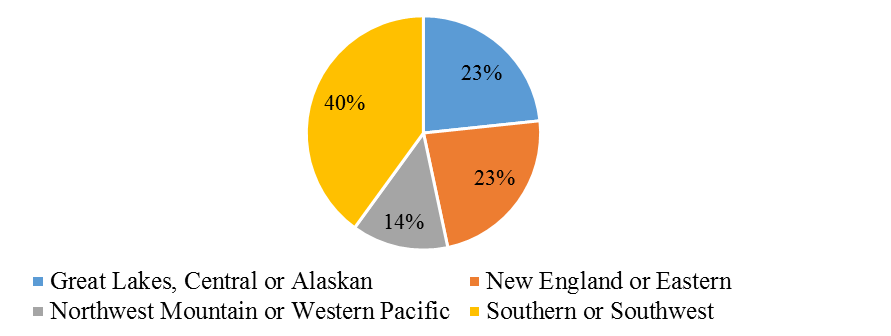 23%
40%
23%
14%
Great Lakes, Central or Alaskan
New England or Eastern
Northwest Mountain or Western Pacific
Southern or Southwest